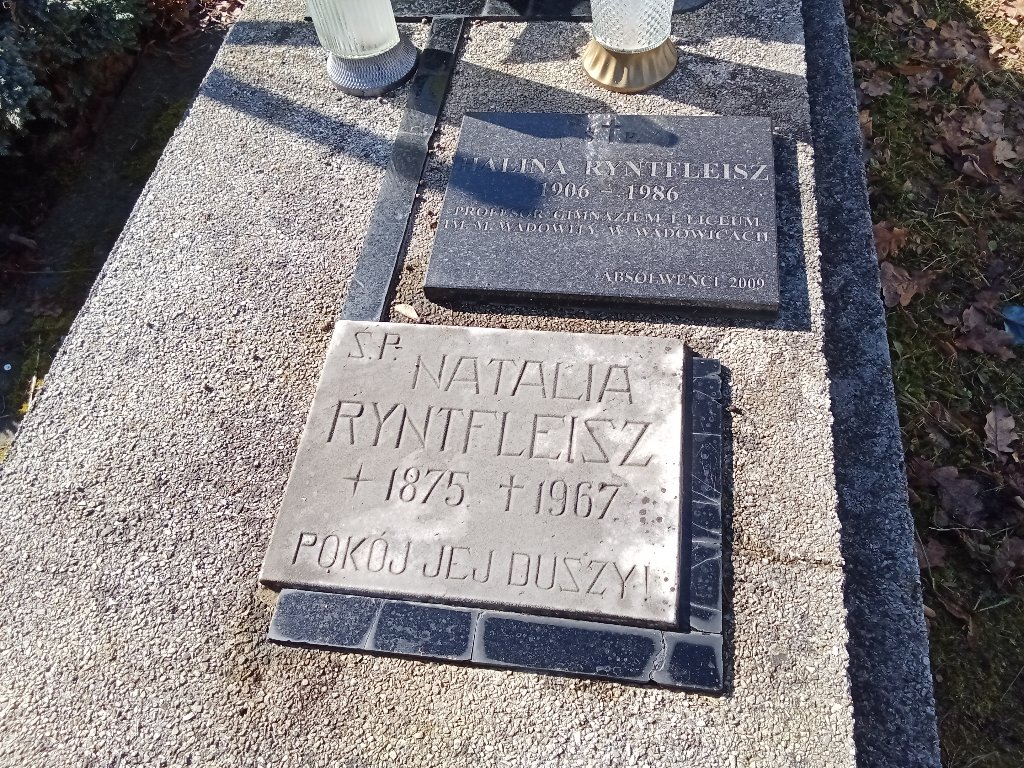 Ś P
HALINA RYNTFLEISZ
1906 - 1986
PROFESOR GIMNAZJUM I LICEUM
IM. M. WADOWITY W WADOWICACH
ABSOLWENCI 2009
Ś.P. NATALIA
RYNTFLEISZ
+1875 +1967
POKÓJ JEJ DUSZY!